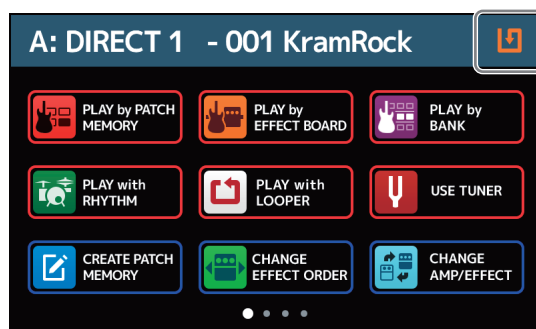 A: DIRECT 1 - 001 KramRock
PLAY by PATCH
MEMORY
PLAY by
EFFECT BOARD
PLAY by
BANK
PLAY with
RHYTHM
PLAY with
LOOPER
USE TUNER
CREATE PATCH
MEMORY
CHANGE
EFFECT ORDER
CHANGE
AMP/EFFECT